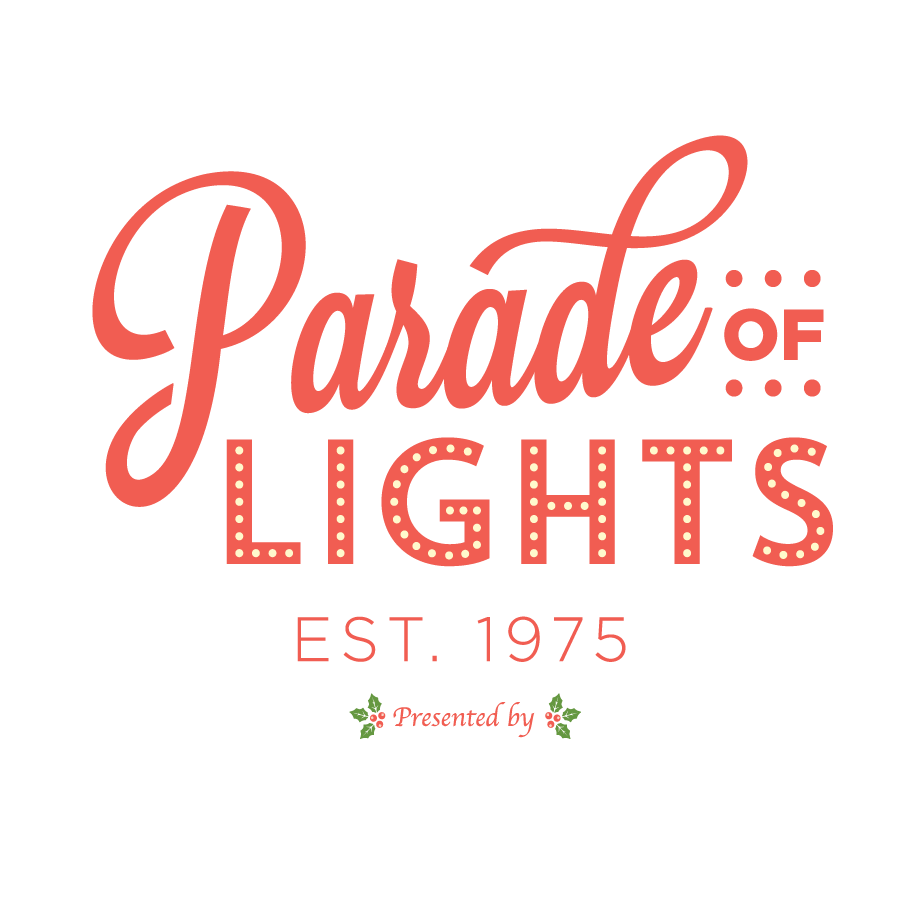 Parade OF
LIGHTS
EST. 1975
Presented by